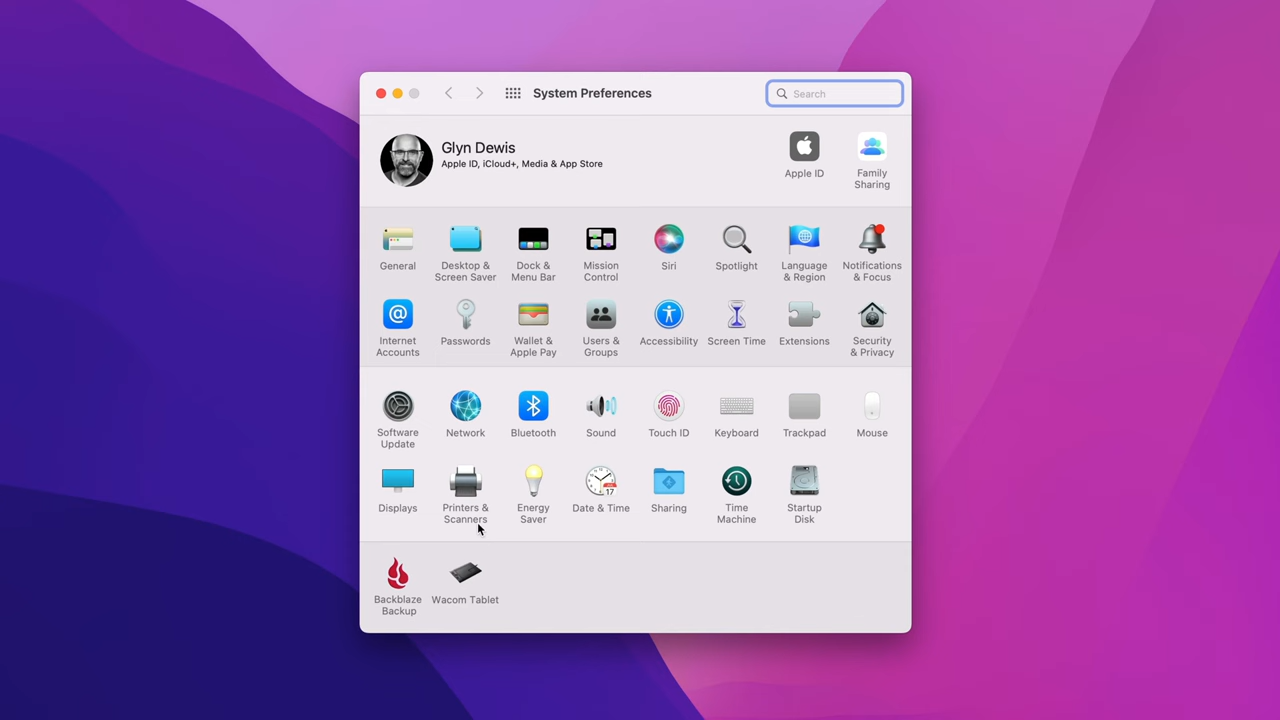 System Preferences
Search
Glyn Dewis
Apple ID, iCloud+, Media & App Store
Apple ID
Family
Sharing
General
Desktop &
Screen Saver
Dock &
Menu Bar
Mission
Control
Siri
Spotlight
Language
& Region
Notifications
& Focus
Internet
Accounts
Passwords
Wallet &
Apple Pay
Users &
Groups
Accessibility
Screen Time
Extensions
Security
& Privacy
Software
Update
Network
Bluetooth
Sound
Touch ID
Keyboard
Trackpad
Mouse
Displays
Printers &
Scanners
Energy
Saver
17
Date & Time
Sharing
Time
Machine
Startup
Disk
Backblaze
Backup
Wacom Tablet